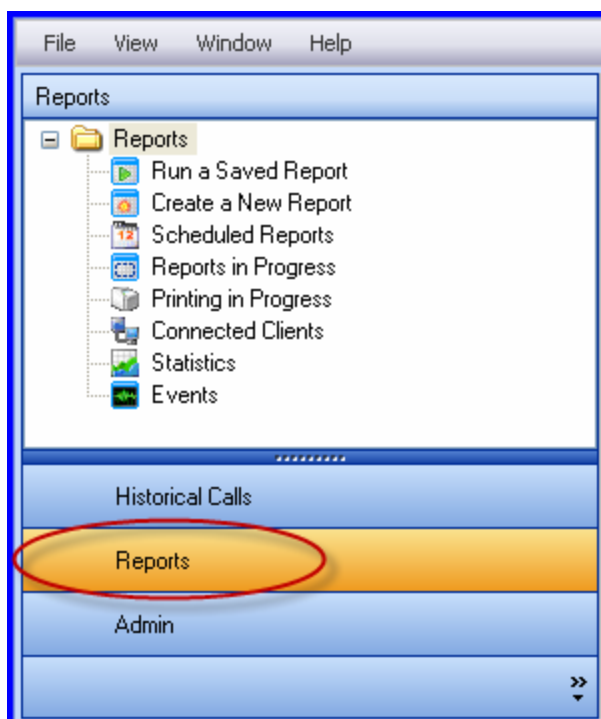 File View Window Help
Reports
Reports
Run a Saved Report
Create a New Report
12 Scheduled Reports
Reports in Progress
Printing in Progress
Connected Clients
Statistics
Events
Historical Calls
Reports
Admin